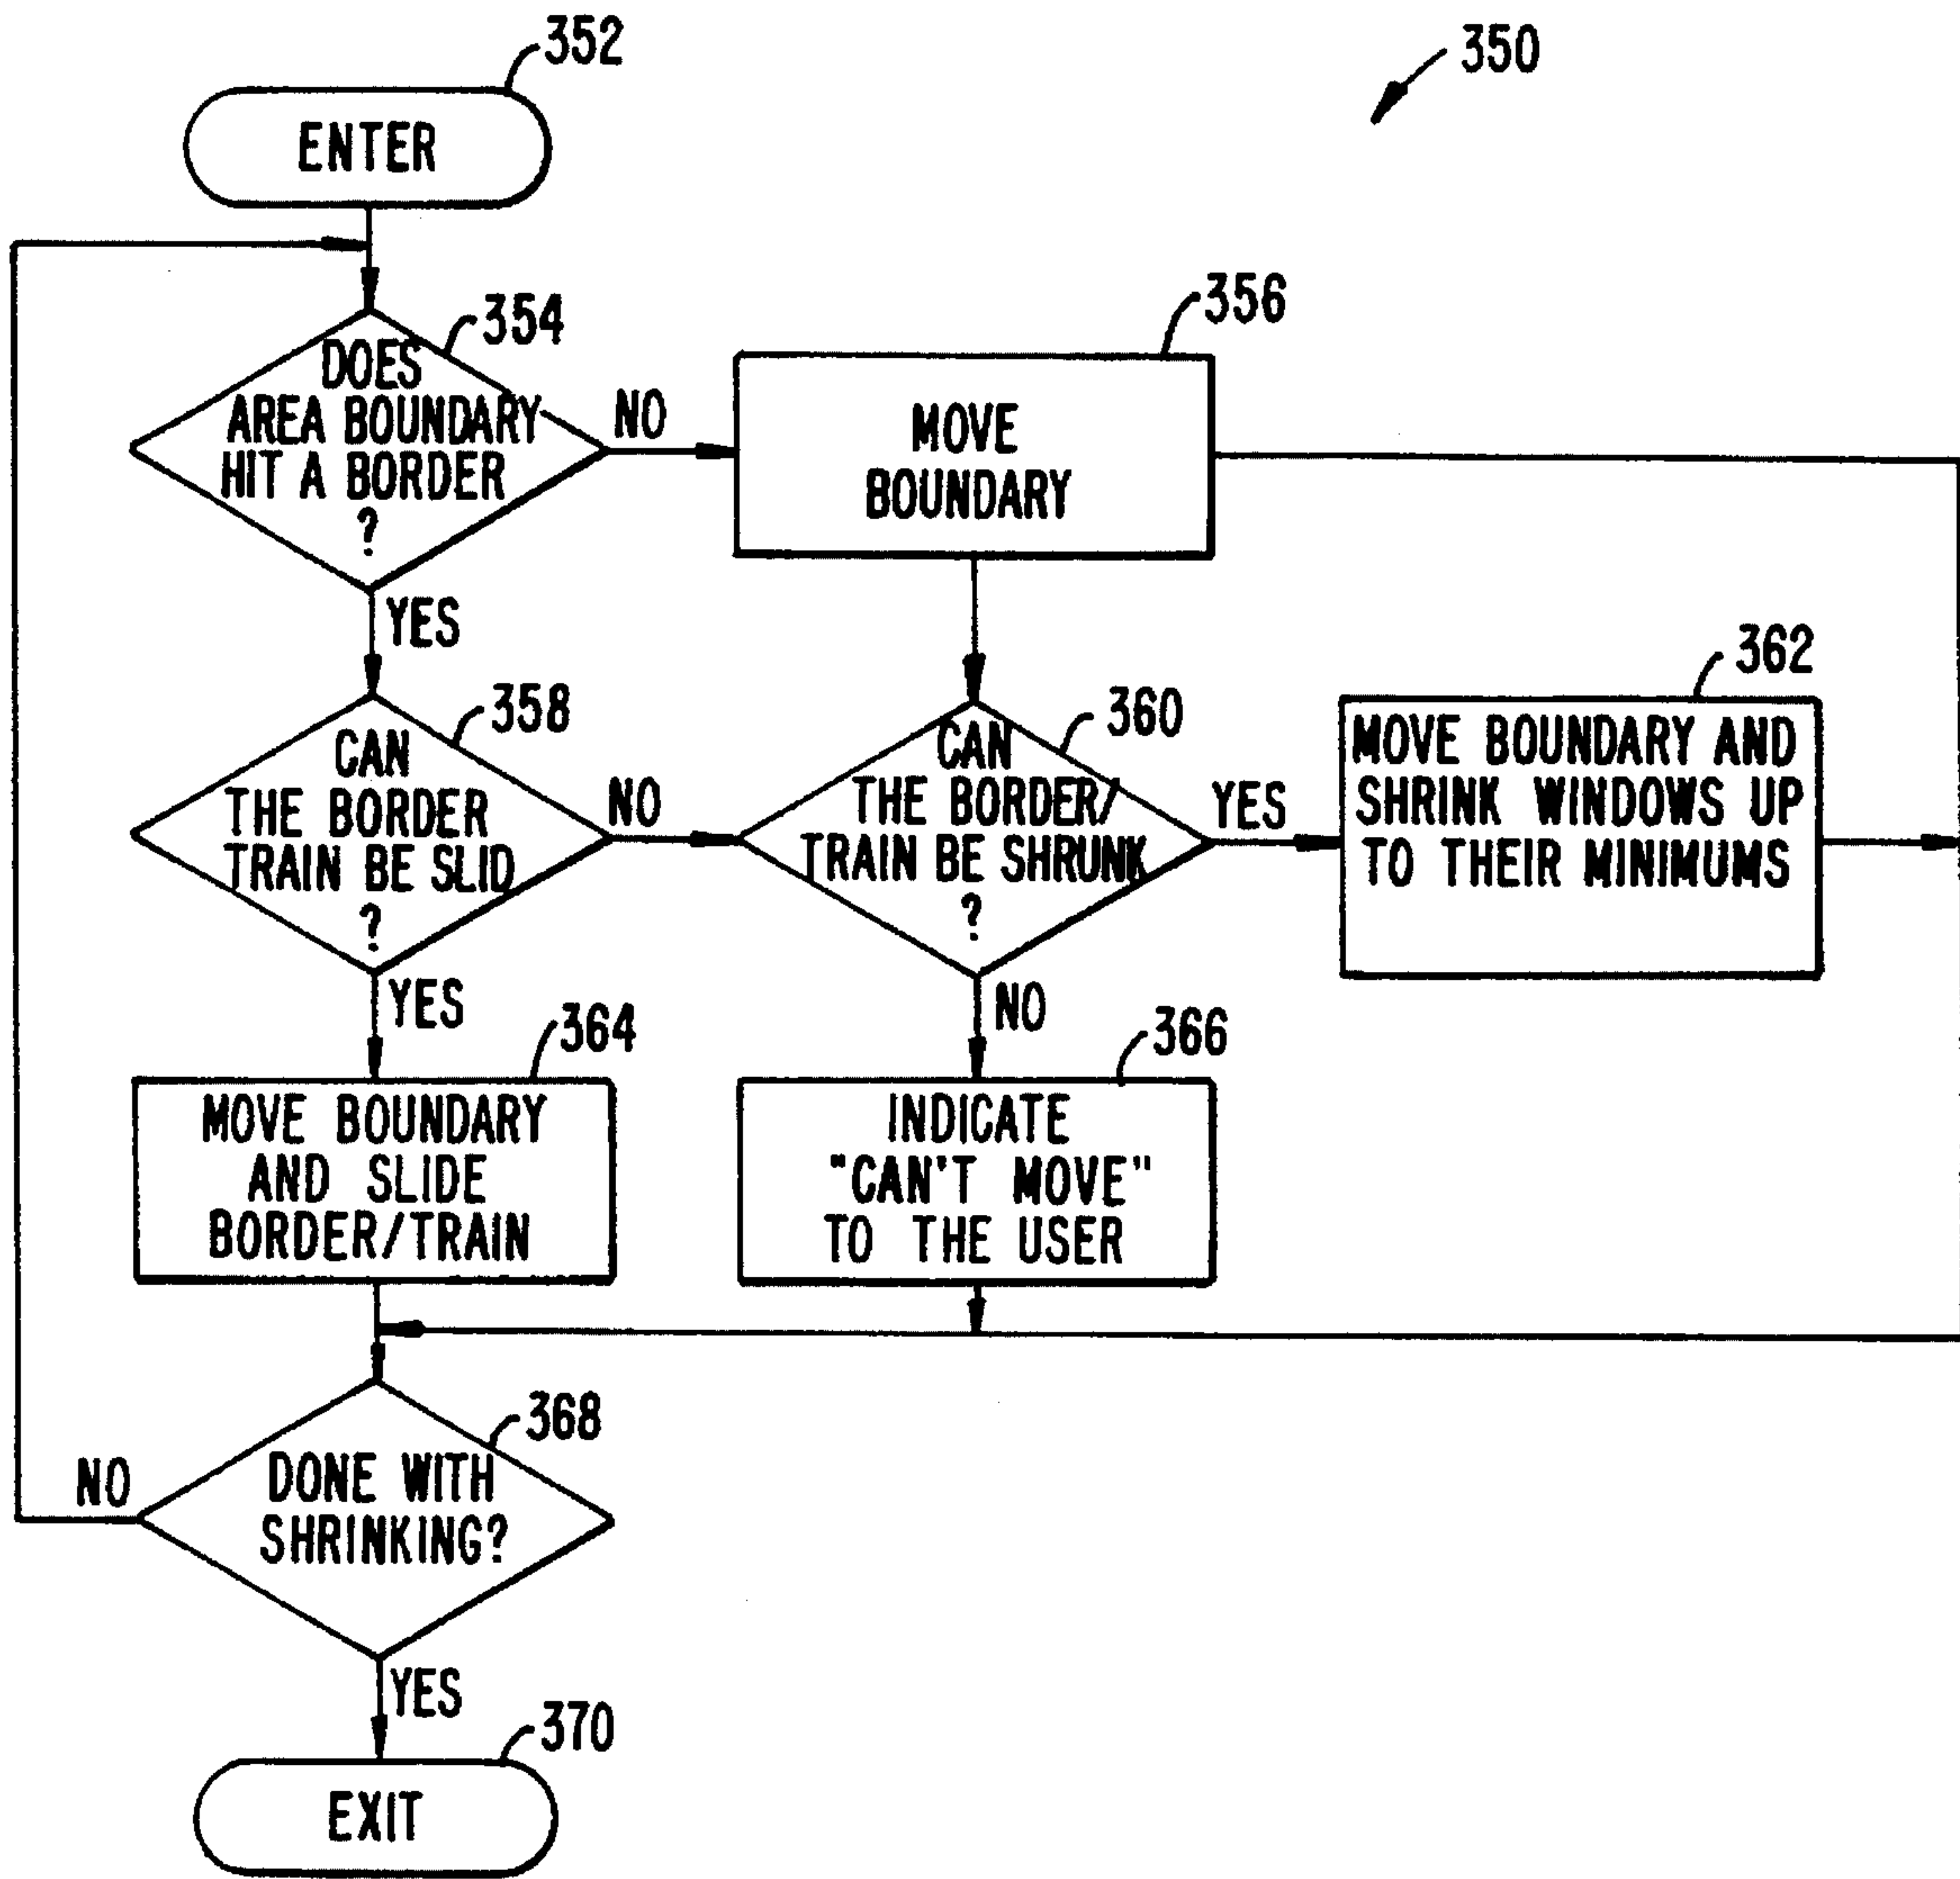 352
350
ENTER
354
DOES
AREA BOUNDARY
HIT A BORDER
?
NO
356
MOVE
BOUNDARY
YES
358
CAN
THE BORDER
TRAIN BE SLID
?
NO
360
CAN
THE BORDER/
TRAIN BE SHRUNK
?
YES
362
MOVE BOUNDARY AND
SHRINK WINDOWS UP
TO THEIR MINIMUMS
YES
364
MOVE BOUNDARY
AND SLIDE
BORDER/TRAIN
NO
366
INDICATE
"CAN'T MOVE"
TO THE USER
368
DONE WITH
SHRINKING?
NO
YES
370
EXIT